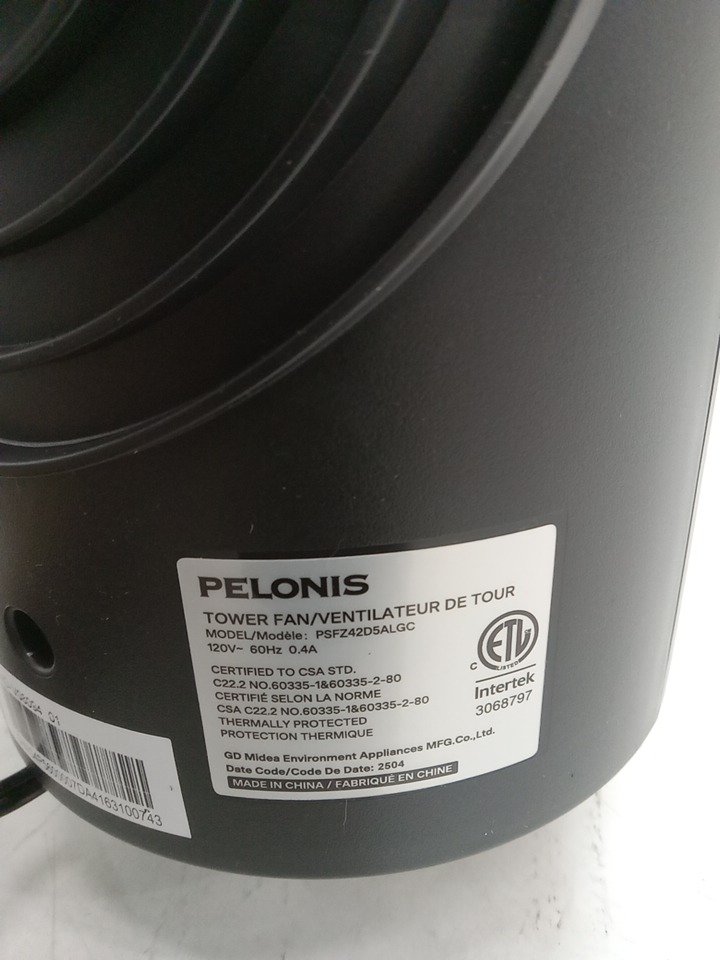 PELONIS
TOWER FAN/VENTILATEUR DE TOUR
MODEL/Modèle: PSFZ42D5ALGC
120V~ 60Hz 0.4A
CERTIFIED TO CSA STD.
C22.2 NO.60335-1&60335-2-80
CERTIFIÉ SELON LA NORME
CSA C22.2 NO.60335-1&60335-2-80
THERMALLY PROTECTED
PROTECTION THERMIQUE
GD Midea Environment Appliances MFG.Co.,Ltd.
Date Code/Code De Date: 2504
MADE IN CHINA / FABRIQUÉ EN CHINE
C
ETL
LISTED
Intertek
3068797
01